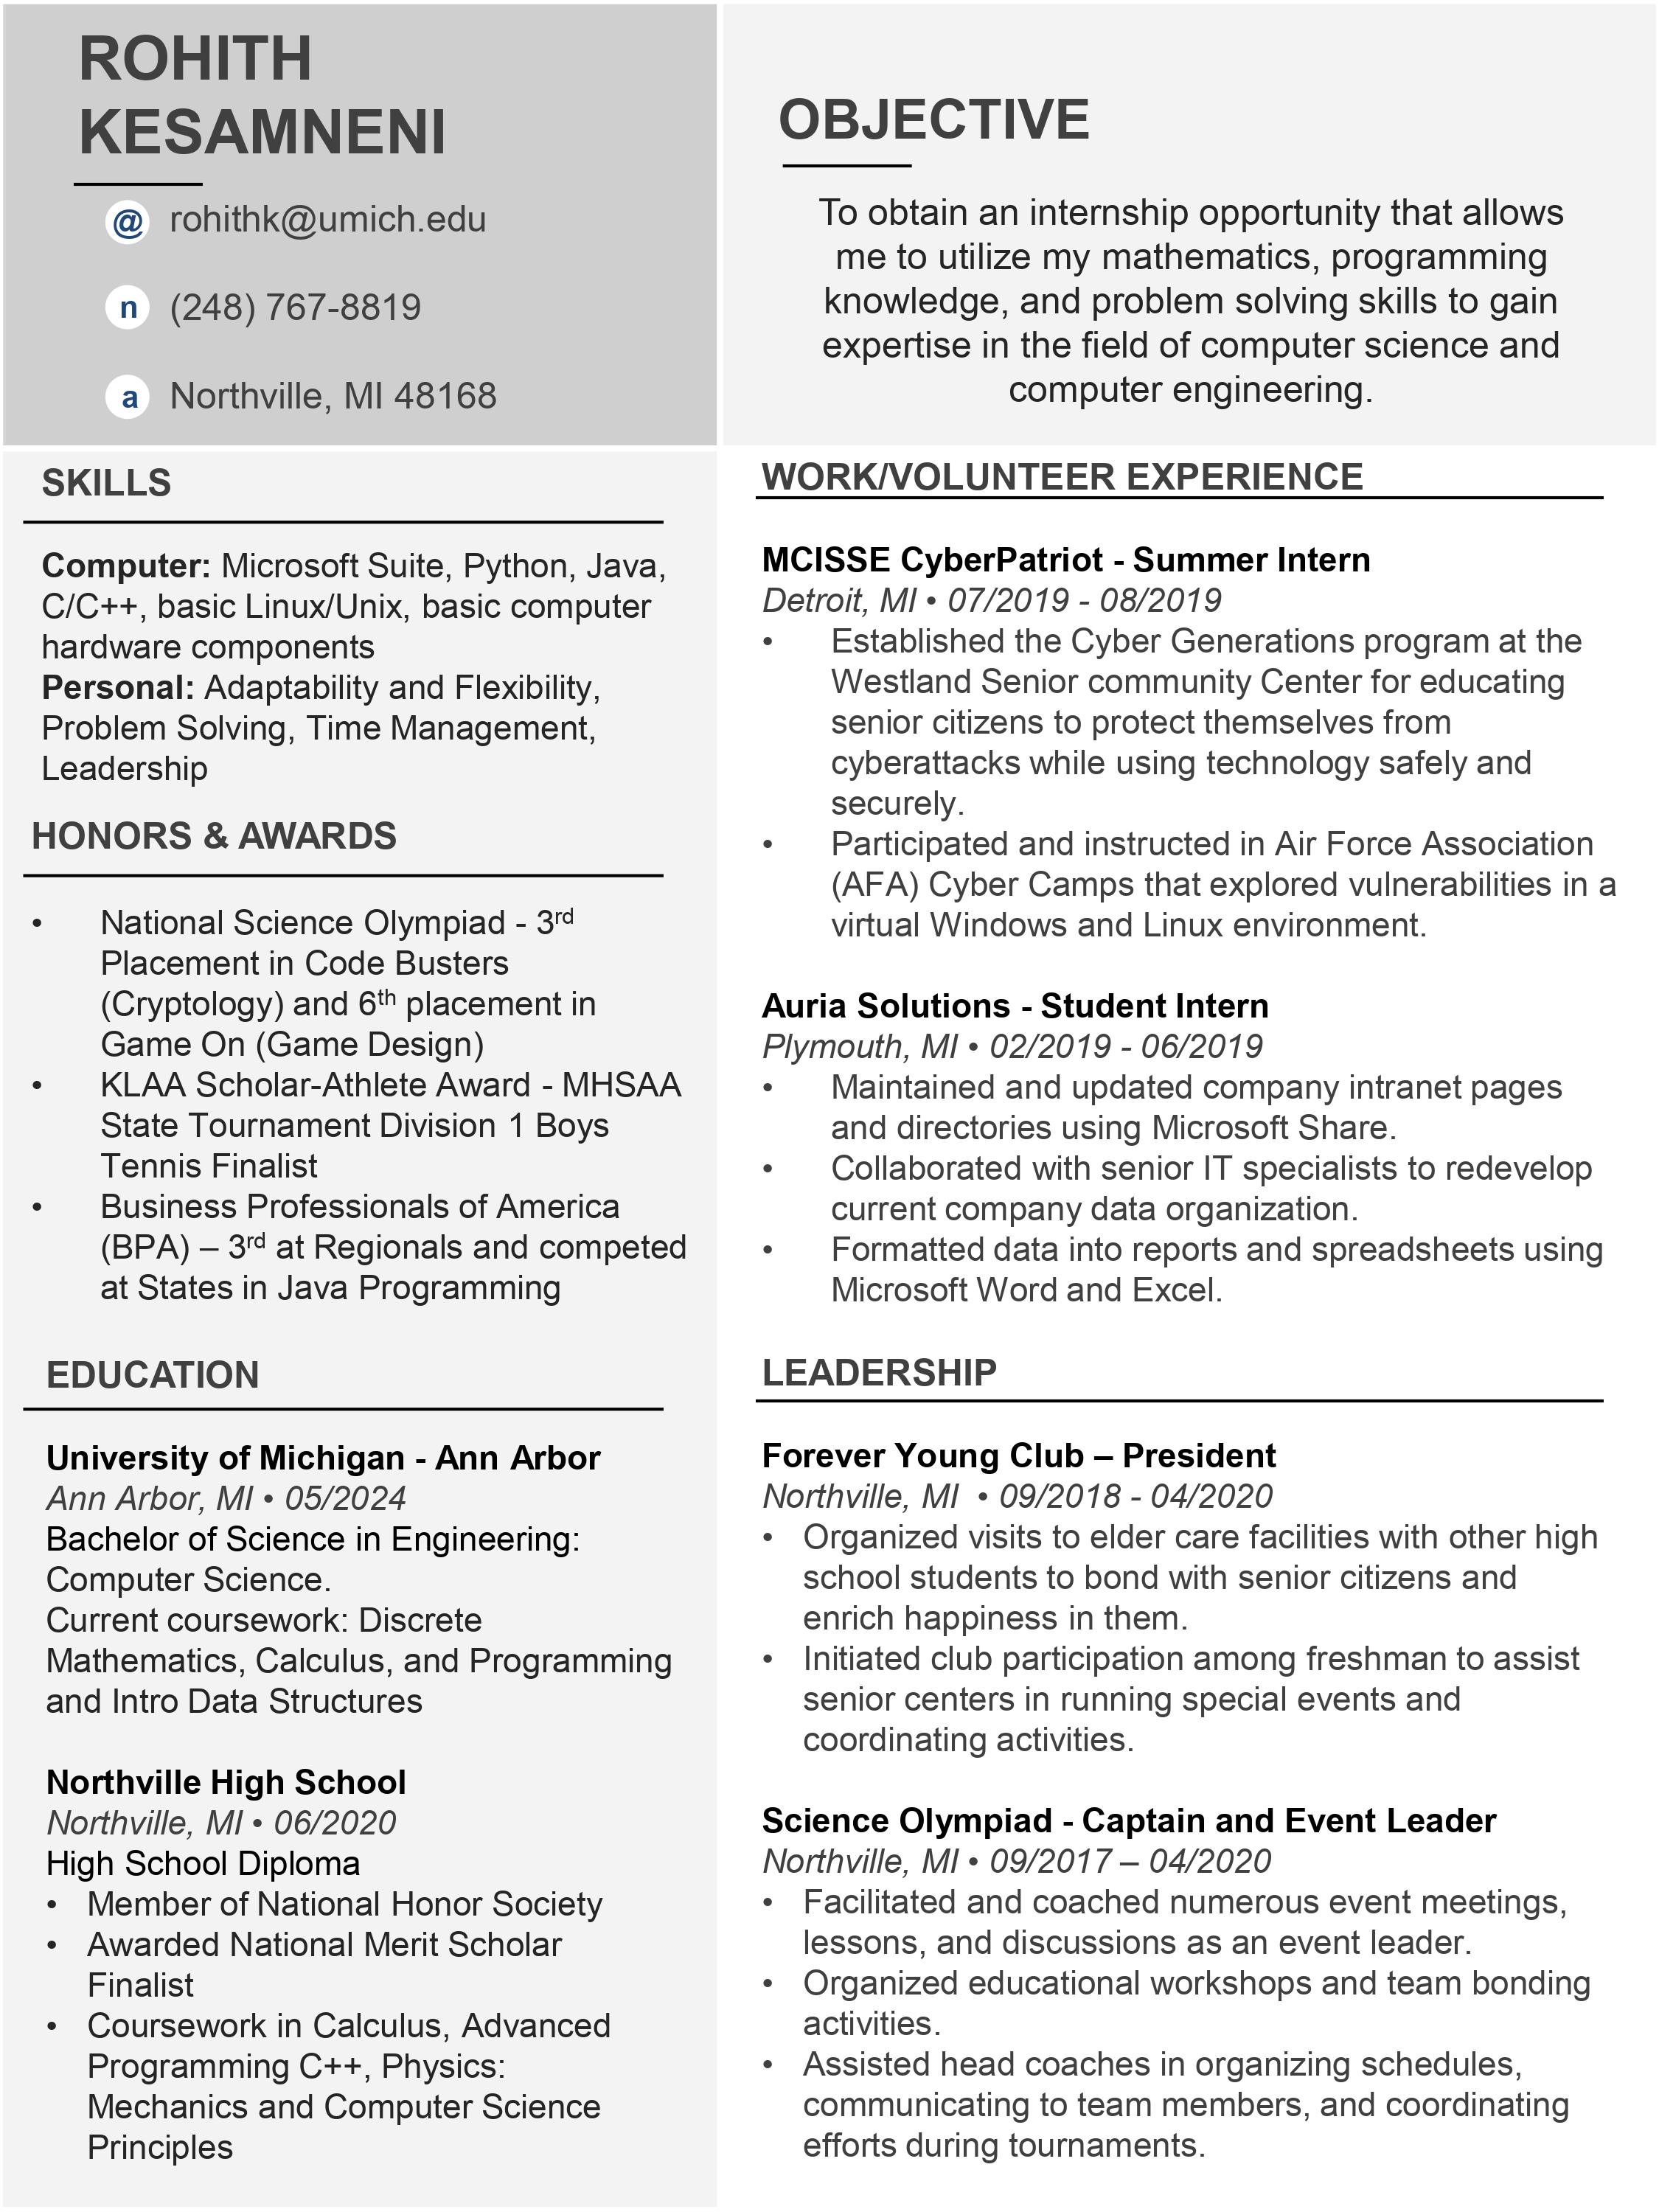 ROHITH
KESAMNENI
@ rohithk@umich.edu
n (248) 767-8819
a Northville, MI 48168
OBJECTIVE
To obtain an internship opportunity that allows
me to utilize my mathematics, programming
knowledge, and problem solving skills to gain
expertise in the field of computer science and
computer engineering.
SKILLS
Computer: Microsoft Suite, Python, Java,
C/C++, basic Linux/Unix, basic computer
hardware components
Personal: Adaptability and Flexibility,
Problem Solving, Time Management,
Leadership
HONORS & AWARDS
• National Science Olympiad - 3rd
Placement in Code Busters
(Cryptology) and 6th placement in
Game On (Game Design)
• KLAA Scholar-Athlete Award - MHSAA
State Tournament Division 1 Boys
Tennis Finalist
• Business Professionals of America
(BPA) – 3rd at Regionals and competed
at States in Java Programming
EDUCATION
University of Michigan - Ann Arbor
Ann Arbor, MI • 05/2024
Bachelor of Science in Engineering:
Computer Science.
Current coursework: Discrete
Mathematics, Calculus, and Programming
and Intro Data Structures
Northville High School
Northville, MI • 06/2020
High School Diploma
• Member of National Honor Society
• Awarded National Merit Scholar
Finalist
• Coursework in Calculus, Advanced
Programming C++, Physics:
Mechanics and Computer Science
Principles
WORK/VOLUNTEER EXPERIENCE
MCISSE CyberPatriot - Summer Intern
Detroit, MI • 07/2019 - 08/2019
• Established the Cyber Generations program at the
Westland Senior community Center for educating
senior citizens to protect themselves from
cyberattacks while using technology safely and
securely.
• Participated and instructed in Air Force Association
(AFA) Cyber Camps that explored vulnerabilities in a
virtual Windows and Linux environment.
Auria Solutions - Student Intern
Plymouth, MI • 02/2019 - 06/2019
• Maintained and updated company intranet pages
and directories using Microsoft Share.
• Collaborated with senior IT specialists to redevelop
current company data organization.
• Formatted data into reports and spreadsheets using
Microsoft Word and Excel.
LEADERSHIP
Forever Young Club – President
Northville, MI • 09/2018 - 04/2020
• Organized visits to elder care facilities with other high
school students to bond with senior citizens and
enrich happiness in them.
• Initiated club participation among freshman to assist
senior centers in running special events and
coordinating activities.
Science Olympiad - Captain and Event Leader
Northville, MI • 09/2017 – 04/2020
• Facilitated and coached numerous event meetings,
lessons, and discussions as an event leader.
• Organized educational workshops and team bonding
activities.
• Assisted head coaches in organizing schedules,
communicating to team members, and coordinating
efforts during tournaments.